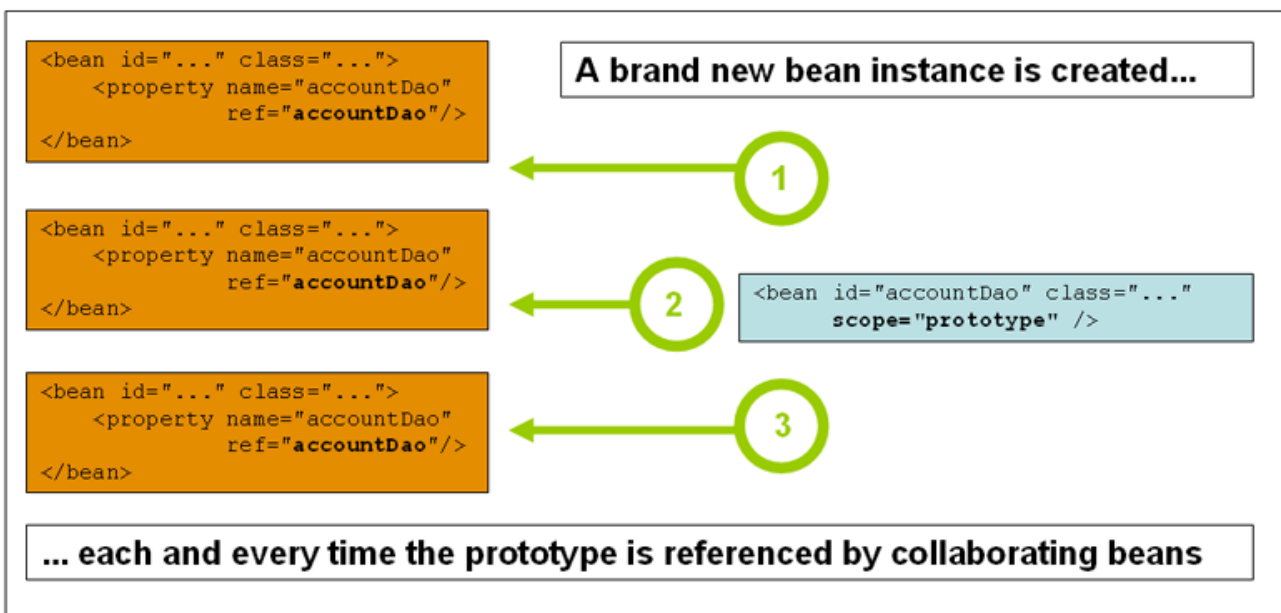 <bean id="..." class="...">
<property name="accountDao"
ref="accountDao"/>
</bean>
A brand new bean instance is created...
1
<bean id="..." class="...">
<property name="accountDao"
ref="accountDao"/>
</bean>
2
<bean id="accountDao" class="..."
scope="prototype" />
<bean id="..." class="...">
<property name="accountDao"
ref="accountDao"/>
</bean>
3
... each and every time the prototype is referenced by collaborating beans